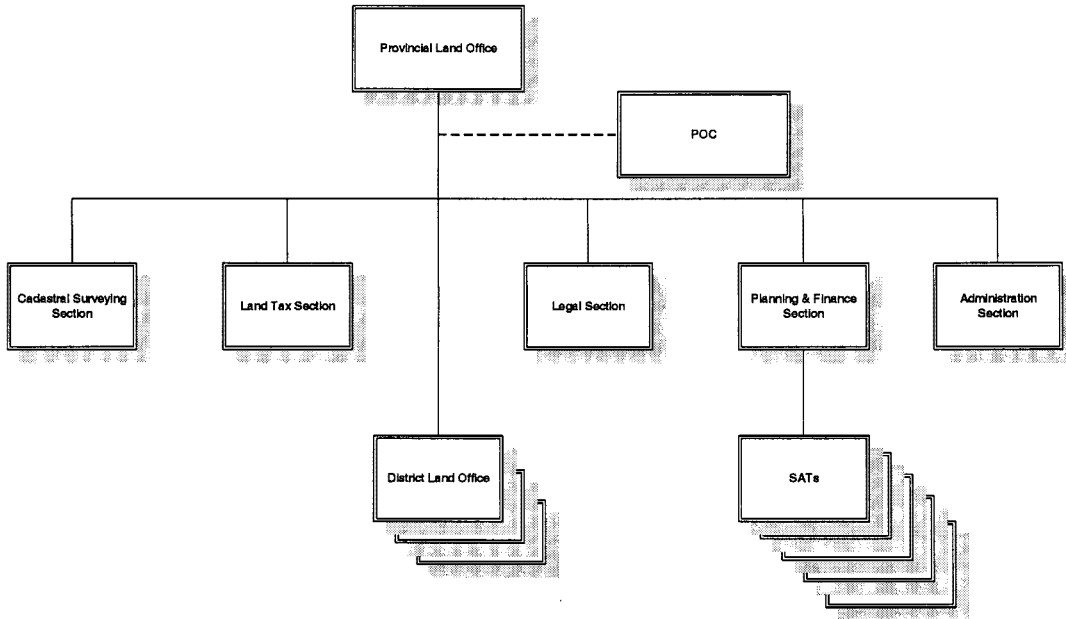 Provincial Land Office
POC
Cadastral Surveying
Section
Land Tax Section
Legal Section
Planning & Finance
Section
Administration
Section
District Land Office
SATs